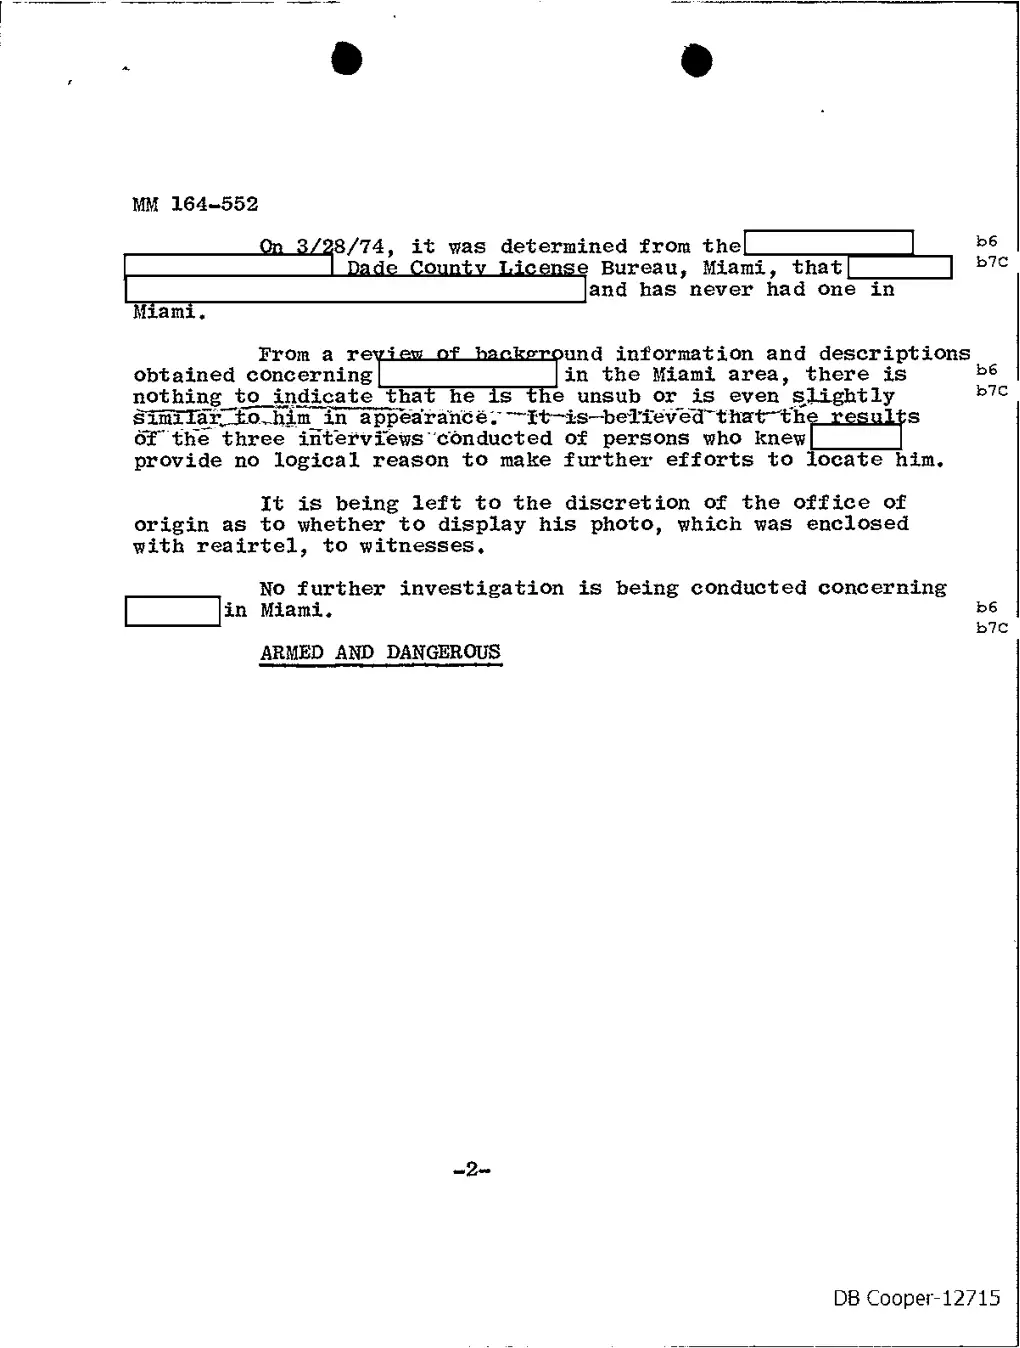 MM 164-552
On 3/28/74, it was determined from the b6
Dade County License Bureau, Miami, that b7C
and has never had one in
Miami.
From a review of background information and descriptions
obtained concerning in the Miami area, there is b6
nothing to indicate that he is the unsub or is even slightly b7C
similar to him in appearance. It is believed that the results
of the three interviews conducted of persons who knew
provide no logical reason to make further efforts to locate him.
It is being left to the discretion of the office of
origin as to whether to display his photo, which was enclosed
with reairtel, to witnesses.
No further investigation is being conducted concerning
in Miami. b6
b7C
ARMED AND DANGEROUS
-2-
DB Cooper-12715